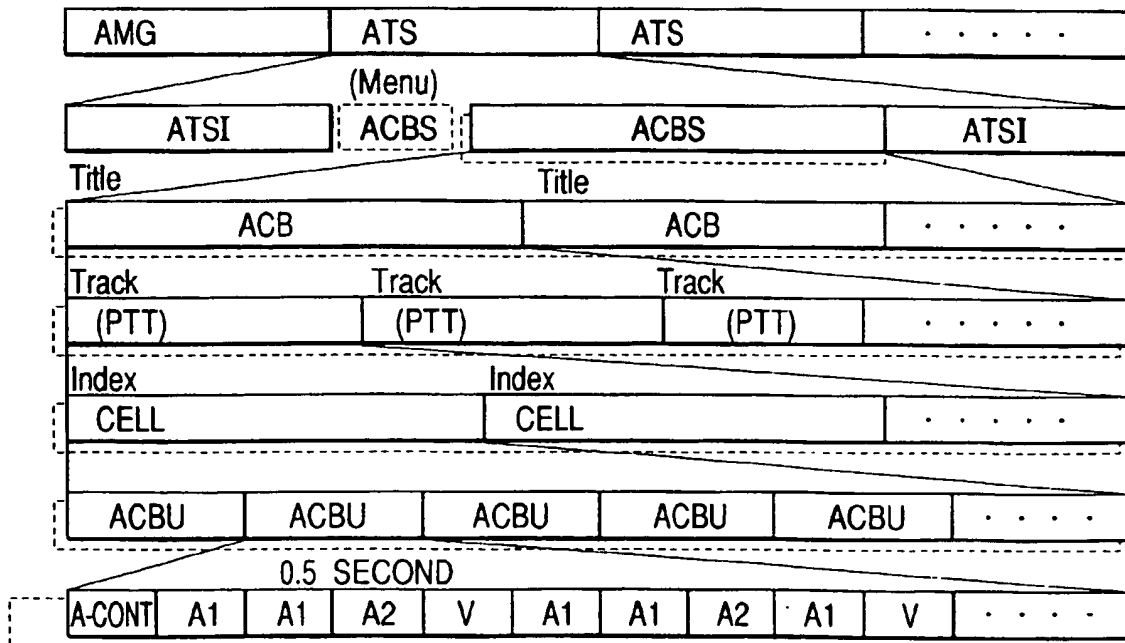 AMG ATS ATS . . . . .
(Menu)
ATSI ACBS ACBS ATSI
Title Title
ACB ACB . . . . .
Track Track Track
(PTT) (PTT) (PTT) . . . . .
Index Index
CELL CELL . . . . .
ACBU ACBU ACBU ACBU ACBU . . . .
0.5 SECOND
A-CONT A1 A1 A2 V A1 A1 A2 A1 V . . . .